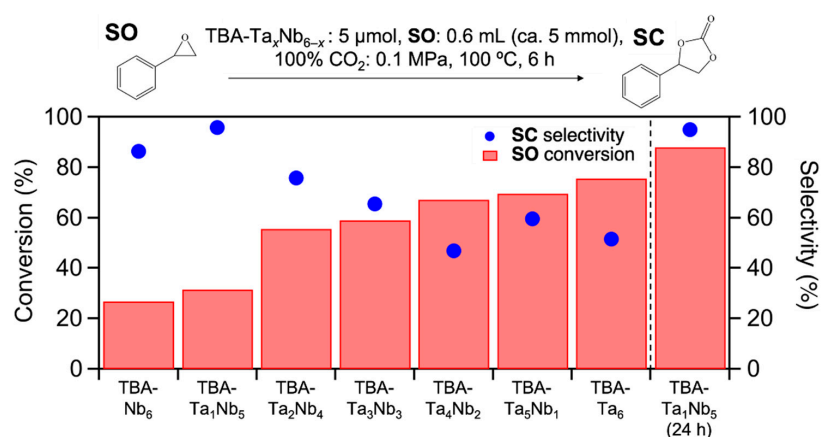 SO
TBA-TaₓNb₆₋ₓ: 5 μmol, SO: 0.6 mL (ca. 5 mmol),
100% CO₂: 0.1 MPa, 100 ºC, 6 h
SC
O
O
O
O
100
80
60
40
20
0
Conversion (%)
SC selectivity
SO conversion
100
80
60
40
20
0
Selectivity (%)
TBA-
Nb₆
TBA-
Ta₁Nb₅
TBA-
Ta₂Nb₄
TBA-
Ta₃Nb₃
TBA-
Ta₄Nb₂
TBA-
Ta₅Nb₁
TBA-
Ta₆
TBA-
Ta₁Nb₅
(24 h)